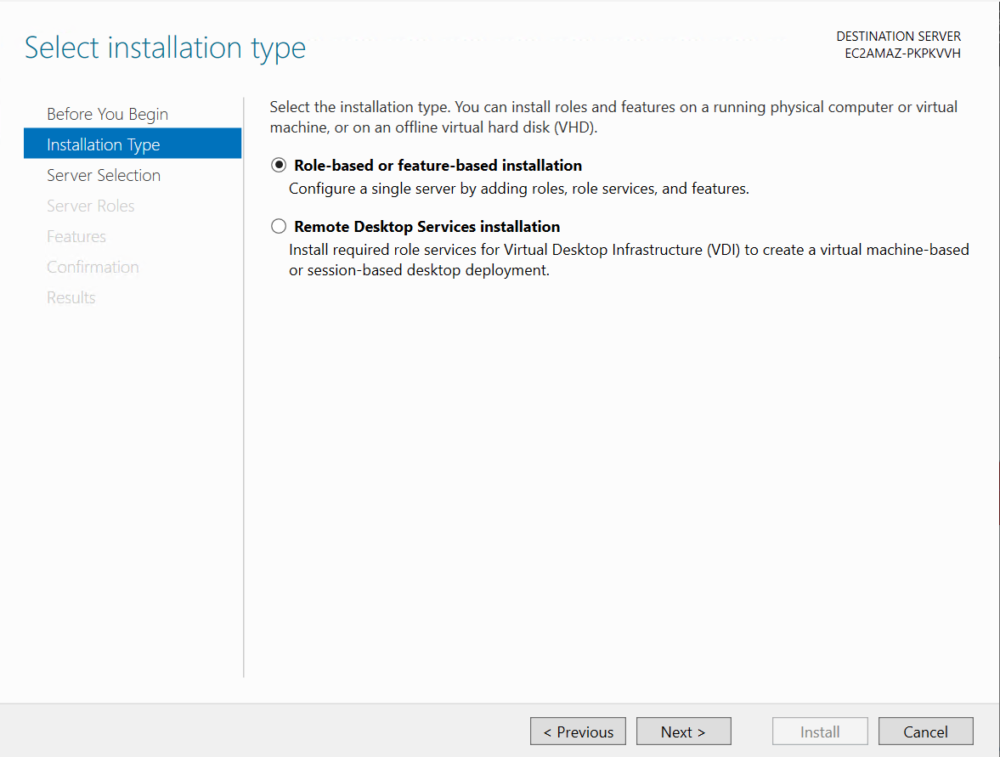 Select installation type
DESTINATION SERVER
EC2AMAZ-PKPKVVH
Before You Begin
Installation Type
Server Selection
Server Roles
Features
Confirmation
Results
Select the installation type. You can install roles and features on a running physical computer or virtual
machine, or on an offline virtual hard disk (VHD).
Role-based or feature-based installation
Configure a single server by adding roles, role services, and features.
Remote Desktop Services installation
Install required role services for Virtual Desktop Infrastructure (VDI) to create a virtual machine-based
or session-based desktop deployment.
< Previous
Next >
Install
Cancel